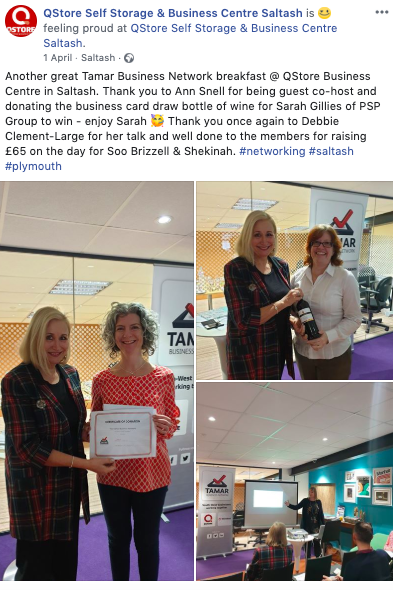 QStore Self Storage & Business Centre Saltash is
feeling proud at QStore Self Storage & Business Centre
Saltash.
1 April · Saltash ·
Another great Tamar Business Network breakfast @ QStore Business
Centre in Saltash. Thank you to Ann Snell for being guest co-host and
donating the business card draw bottle of wine for Sarah Gillies of PSP
Group to win - enjoy Sarah Thank you once again to Debbie
Clement-Large for her talk and well done to the members for raising
£65 on the day for Soo Brizzell & Shekinah. #networking #saltash
#plymouth
QSTORE
TAMAR
BUSINESS
TAMAR
TAMAR